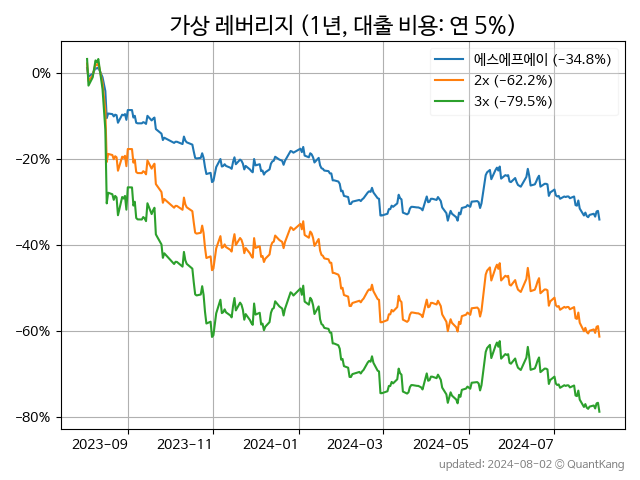 가상 레버리지 (1년, 대출 비용: 연 5%)
에스에프에이 (−34.8%)
2x (−62.2%)
3x (−79.5%)
0%
−20%
−40%
−60%
−80%
2023-09 2023-11 2024-01 2024-03 2024-05 2024-07
updated: 2024-08-02 © QuantKang